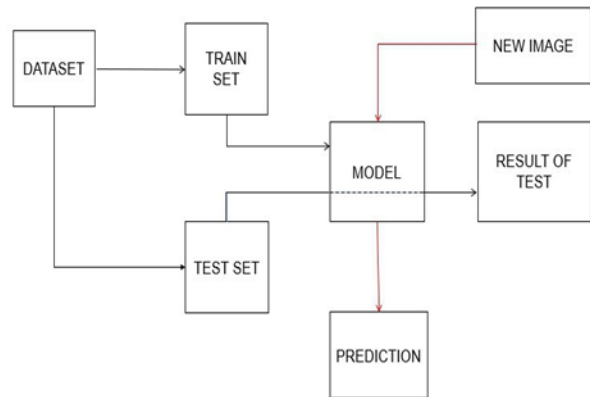 DATASET
TRAIN
SET
NEW IMAGE
MODEL
RESULT OF
TEST
TEST SET
PREDICTION